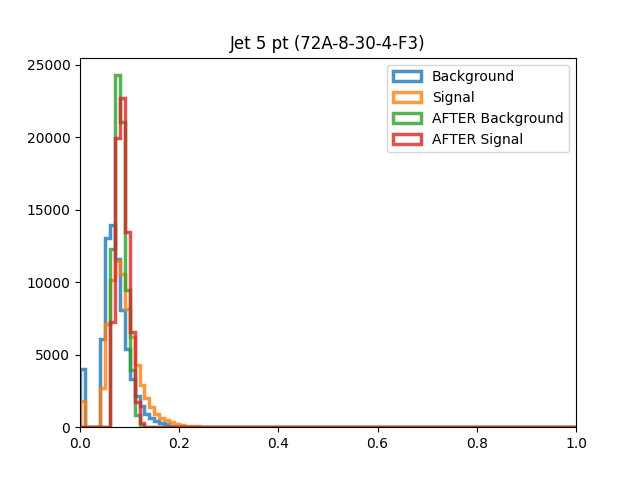 Jet 5 pt (72A-8-30-4-F3)
25000
20000
15000
10000
5000
0
0.0 0.2 0.4 0.6 0.8 1.0
Background
Signal
AFTER Background
AFTER Signal